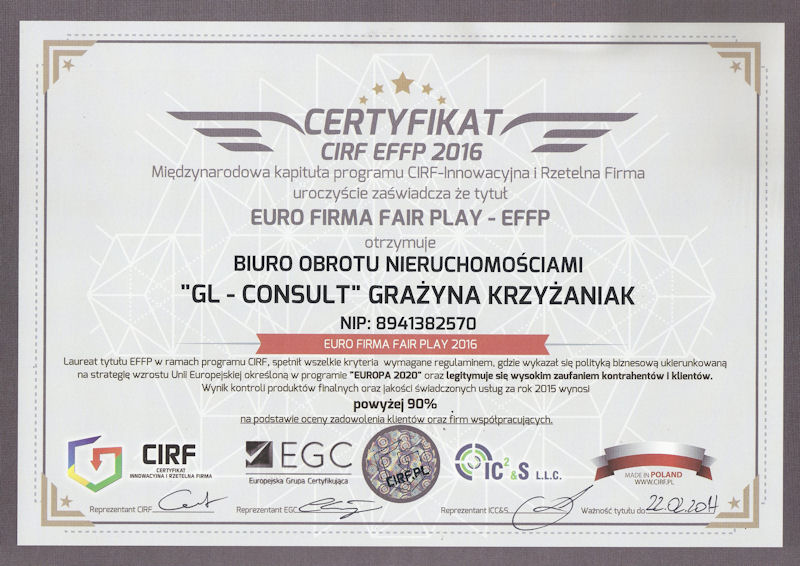 CERTYFIKAT
CIRF EFFP 2016
Międzynarodowa kapituła programu CIRF-Innowacyjna i Rzetelna Firma
uroczyście zaświadcza że tytuł
EURO FIRMA FAIR PLAY - EFFP
otrzymuje
BIURO OBROTU NIERUCHOMOŚCIAMI
"GL - CONSULT" GRAŻYNA KRZYŻANIAK
NIP: 8941382570
EURO FIRMA FAIR PLAY 2016
Laureat tytułu EFFP w ramach programu CIRF, spełnił wszelkie kryteria wymagane regulaminem, gdzie wykazał się polityką biznesową ukierunkowaną
na strategię wzrostu Unii Europejskiej określoną w programie "EUROPA 2020" oraz legitymuje się wysokim zaufaniem kontrahentów i klientów.
Wynik kontroli produktów finalnych oraz jakości świadczonych usług za rok 2015 wynosi
powyżej 90%
na podstawie oceny zadowolenia klientów oraz firm współpracujących.
CIRF
CERTYFIKAT
INNOWACYJNA I RZETELNA FIRMA
EGC
Europejska Grupa Certyfikująca
CIRF.PL
IC2&S L.L.C.
MADE IN POLAND
WWW.CIRF.PL
Reprezentant CIRF
Reprezentant EGC
Reprezentant ICC&S
Ważność tytułu do 22.02.2017